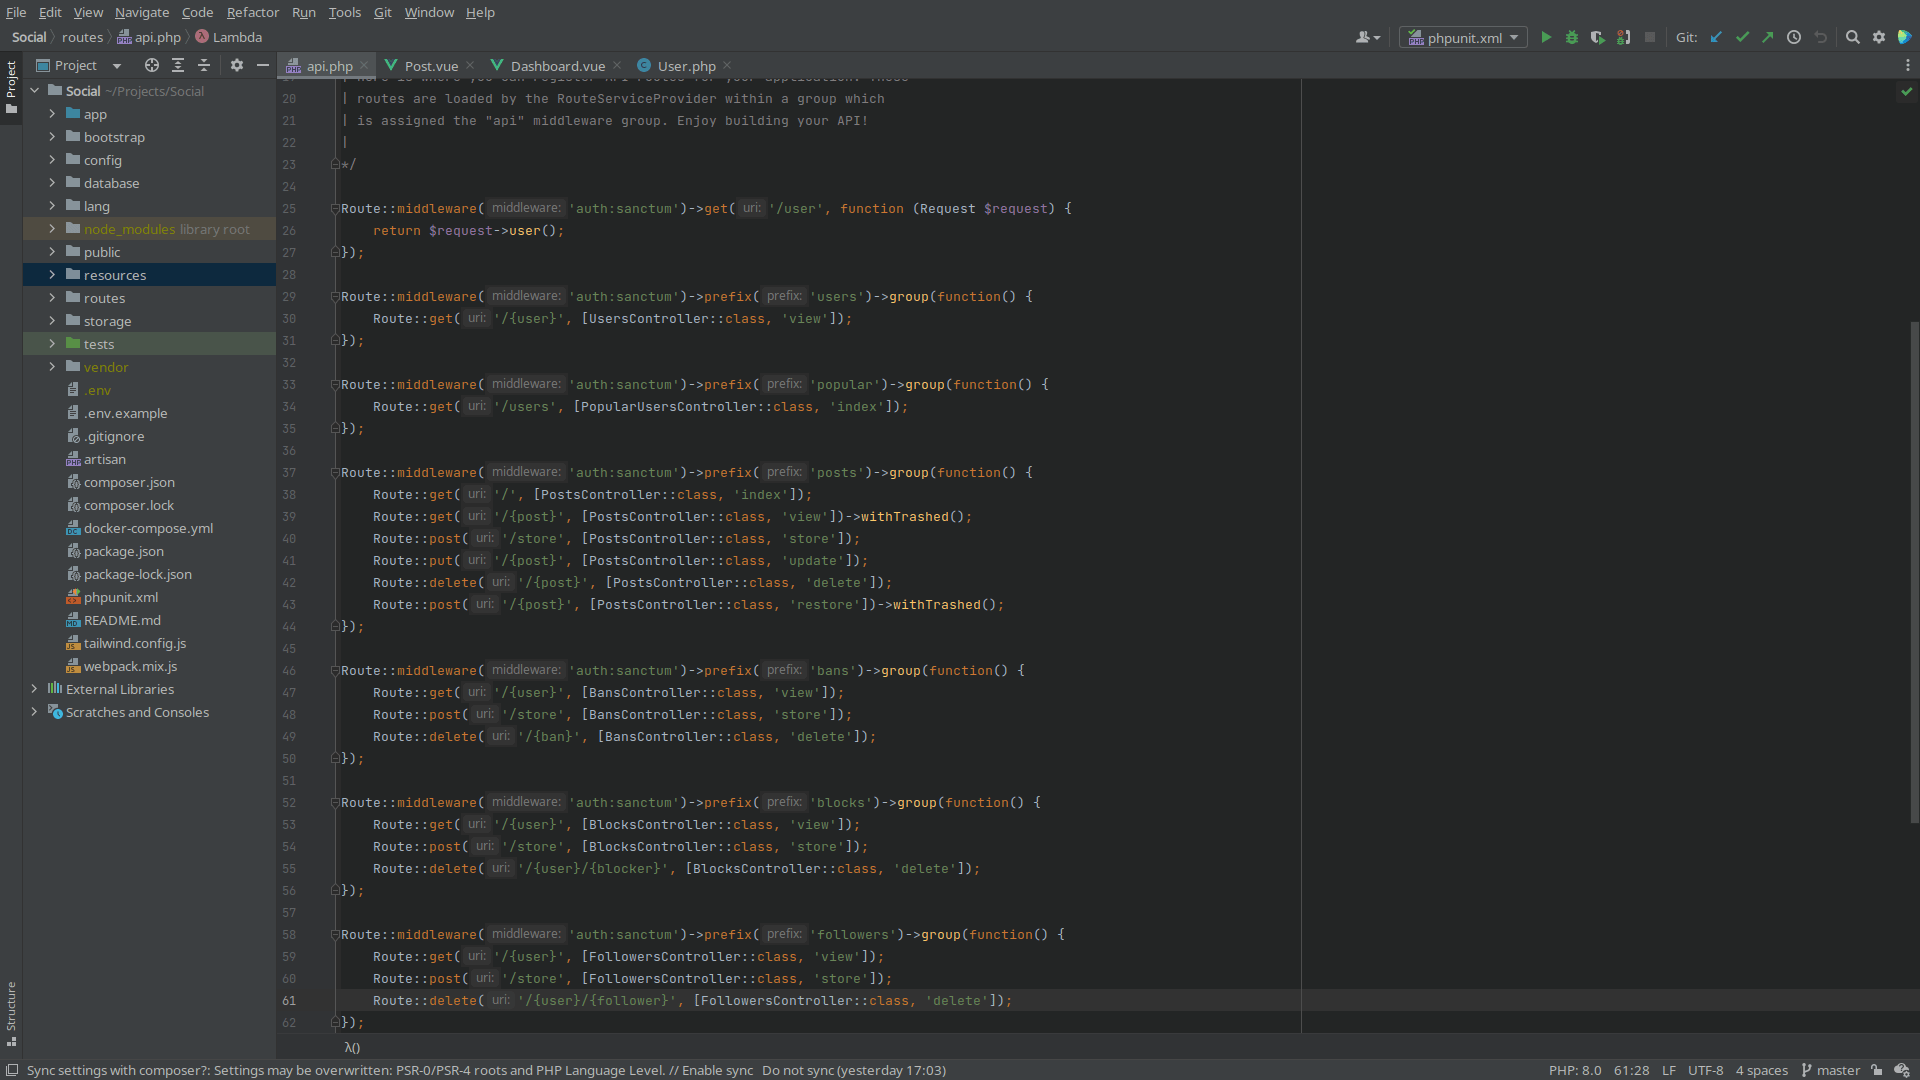 File Edit View Navigate Code Refactor Run Tools Git Window Help
Social routes api.php Lambda
phpunit.xml Git:
Project
Project
api.php Post.vue Dashboard.vue User.php
Social ~/Projects/Social
app
bootstrap
config
database
lang
node_modules library root
public
resources
routes
storage
tests
vendor
.env
.env.example
.gitignore
artisan
composer.json
composer.lock
docker-compose.yml
package.json
package-lock.json
phpunit.xml
README.md
tailwind.config.js
webpack.mix.js
External Libraries
Scratches and Consoles
Structure
20 | routes are loaded by the RouteServiceProvider within a group which
21 | is assigned the "api" middleware group. Enjoy building your API!
22 |
23 */
24
25 Route::middleware( middleware: 'auth:sanctum')->get( uri: '/user', function (Request $request) {
26 return $request->user();
27 });
28
29 Route::middleware( middleware: 'auth:sanctum')->prefix( prefix: 'users')->group(function() {
30 Route::get( uri: '/{user}', [UsersController::class, 'view']);
31 });
32
33 Route::middleware( middleware: 'auth:sanctum')->prefix( prefix: 'popular')->group(function() {
34 Route::get( uri: '/users', [PopularUsersController::class, 'index']);
35 });
36
37 Route::middleware( middleware: 'auth:sanctum')->prefix( prefix: 'posts')->group(function() {
38 Route::get( uri: '/', [PostsController::class, 'index']);
39 Route::get( uri: '/{post}', [PostsController::class, 'view'])->withTrashed();
40 Route::post( uri: '/store', [PostsController::class, 'store']);
41 Route::put( uri: '/{post}', [PostsController::class, 'update']);
42 Route::delete( uri: '/{post}', [PostsController::class, 'delete']);
43 Route::post( uri: '/{post}', [PostsController::class, 'restore'])->withTrashed();
44 });
45
46 Route::middleware( middleware: 'auth:sanctum')->prefix( prefix: 'bans')->group(function() {
47 Route::get( uri: '/{user}', [BansController::class, 'view']);
48 Route::post( uri: '/store', [BansController::class, 'store']);
49 Route::delete( uri: '/{ban}', [BansController::class, 'delete']);
50 });
51
52 Route::middleware( middleware: 'auth:sanctum')->prefix( prefix: 'blocks')->group(function() {
53 Route::get( uri: '/{user}', [BlocksController::class, 'view']);
54 Route::post( uri: '/store', [BlocksController::class, 'store']);
55 Route::delete( uri: '/{user}/{blocker}', [BlocksController::class, 'delete']);
56 });
57
58 Route::middleware( middleware: 'auth:sanctum')->prefix( prefix: 'followers')->group(function() {
59 Route::get( uri: '/{user}', [FollowersController::class, 'view']);
60 Route::post( uri: '/store', [FollowersController::class, 'store']);
61 Route::delete( uri: '/{user}/{follower}', [FollowersController::class, 'delete']);
62 });
λ()
Sync settings with composer?: Settings may be overwritten: PSR-0/PSR-4 roots and PHP Language Level. // Enable sync Do not sync (yesterday 17:03) PHP: 8.0 61:28 LF UTF-8 4 spaces master